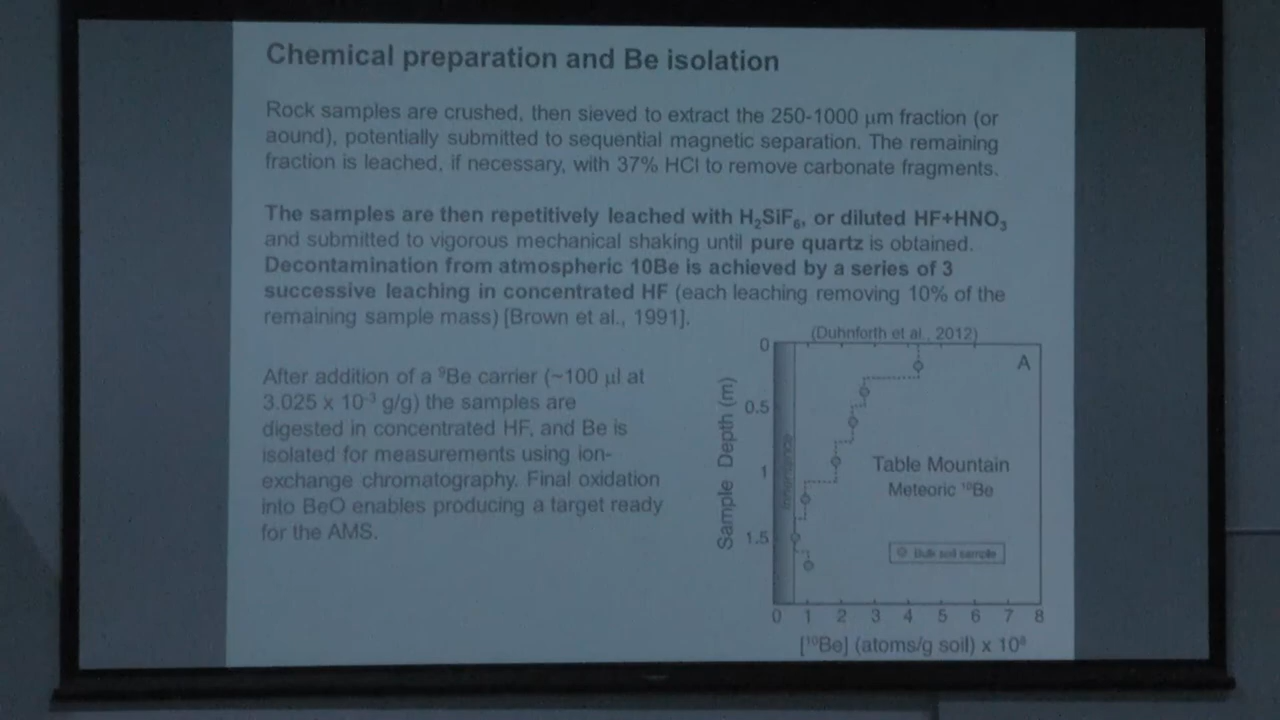 Chemical preparation and Be isolation
Rock samples are crushed, then sieved to extract the 250-1000 µm fraction (or
aound), potentially submitted to sequential magnetic separation. The remaining
fraction is leached, if necessary, with 37% HCl to remove carbonate fragments.
The samples are then repetitively leached with H₂SiF₆, or diluted HF+HNO₃
and submitted to vigorous mechanical shaking until pure quartz is obtained.
Decontamination from atmospheric 10Be is achieved by a series of 3
successive leaching in concentrated HF (each leaching removing 10% of the
remaining sample mass) [Brown et al., 1991].
After addition of a ⁹Be carrier (~100 µl at
3.025 x 10⁻³ g/g) the samples are
digested in concentrated HF, and Be is
isolated for measurements using ion-
exchange chromatography. Final oxidation
into BeO enables producing a target ready
for the AMS.
(Duhnforth et al., 2012)
A
0
0.5
1
1.5
Sample Depth (m)
Inheritance
Table Mountain
Meteoric ¹⁰Be
Bulk soil sample
0 1 2 3 4 5 6 7 8
[¹⁰Be] (atoms/g soil) x 10⁸